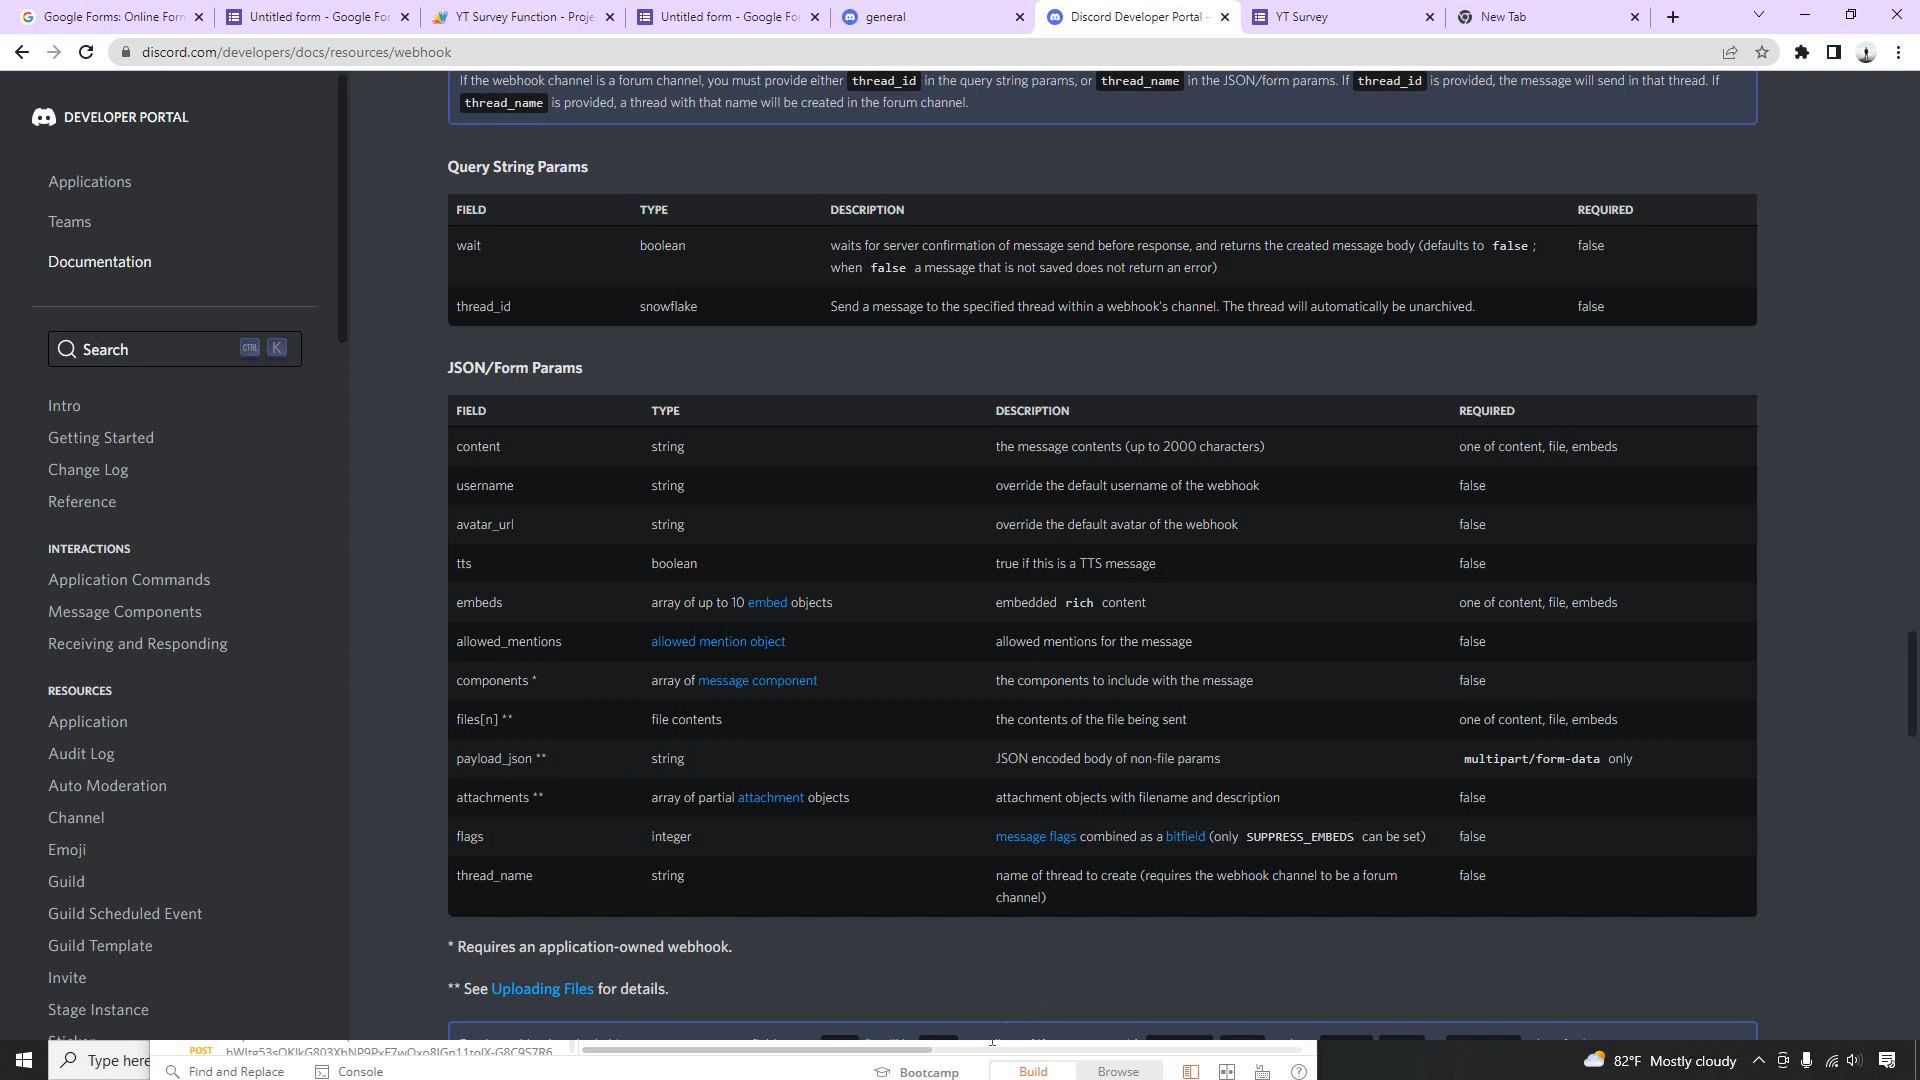 Google Forms: Online For
Untitled form - Google Fo
YT Survey Function - Proje
Untitled form - Google Fo
general
Discord Developer Portal –
YT Survey
New Tab
discord.com/developers/docs/resources/webhook
If the webhook channel is a forum channel, you must provide either thread_id in the query string params, or thread_name in the JSON/form params. If thread_id is provided, the message will send in that thread. If
thread_name is provided, a thread with that name will be created in the forum channel.
DEVELOPER PORTAL
Applications
Teams
Documentation
Search CTRL K
Intro
Getting Started
Change Log
Reference
INTERACTIONS
Application Commands
Message Components
Receiving and Responding
RESOURCES
Application
Audit Log
Auto Moderation
Channel
Emoji
Guild
Guild Scheduled Event
Guild Template
Invite
Stage Instance
Query String Params
FIELD TYPE DESCRIPTION REQUIRED
wait boolean waits for server confirmation of message send before response, and returns the created message body (defaults to false ; false
when false a message that is not saved does not return an error)
thread_id snowflake Send a message to the specified thread within a webhook's channel. The thread will automatically be unarchived. false
JSON/Form Params
FIELD TYPE DESCRIPTION REQUIRED
content string the message contents (up to 2000 characters) one of content, file, embeds
username string override the default username of the webhook false
avatar_url string override the default avatar of the webhook false
tts boolean true if this is a TTS message false
embeds array of up to 10 embed objects embedded rich content one of content, file, embeds
allowed_mentions allowed mention object allowed mentions for the message false
components * array of message component the components to include with the message false
files[n] ** file contents the contents of the file being sent one of content, file, embeds
payload_json ** string JSON encoded body of non-file params multipart/form-data only
attachments ** array of partial attachment objects attachment objects with filename and description false
flags integer message flags combined as a bitfield (only SUPPRESS_EMBEDS can be set) false
thread_name string name of thread to create (requires the webhook channel to be a forum false
channel)
* Requires an application-owned webhook.
** See Uploading Files for details.
Type here
POST
Find and Replace
Console
Bootcamp
Build
Browse
82°F Mostly cloudy